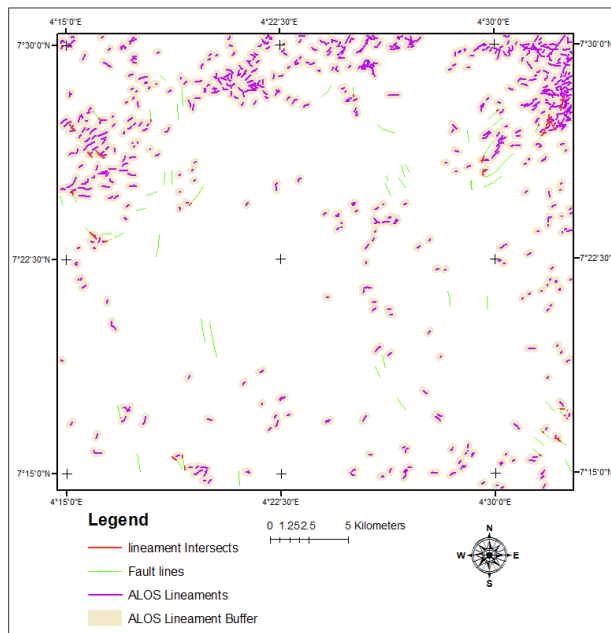 4°15'0"E 4°22'30"E 4°30'0"E
7°30'0"N 7°30'0"N
7°22'30"N 7°22'30"N
7°15'0"N 7°15'0"N
4°15'0"E 4°22'30"E 4°30'0"E
Legend
0 1.252.5 5 Kilometers
lineament Intersects
Fault lines
ALOS Lineaments
ALOS Lineament Buffer
N
W E
S